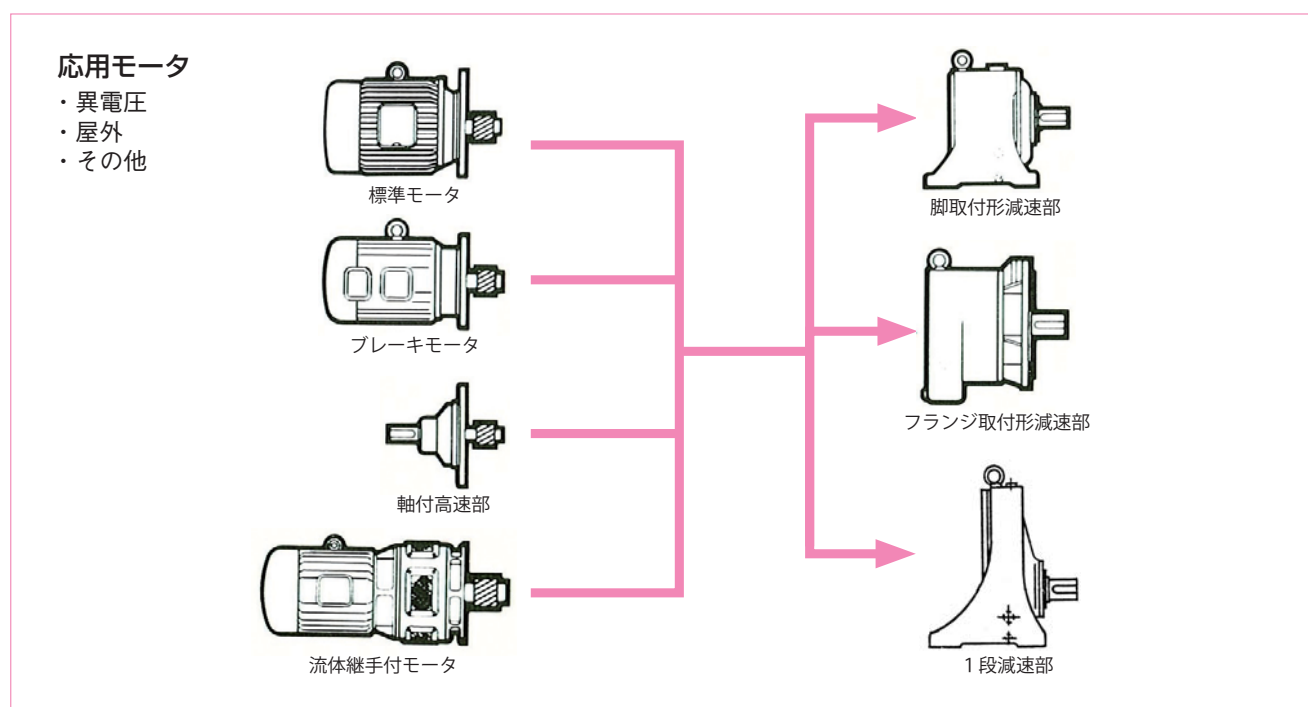 応用モータ
・異電圧
・屋外
・その他
標準モータ
ブレーキモータ
軸付高速部
流体継手付モータ
脚取付形減速部
フランジ取付形減速部
1段減速部